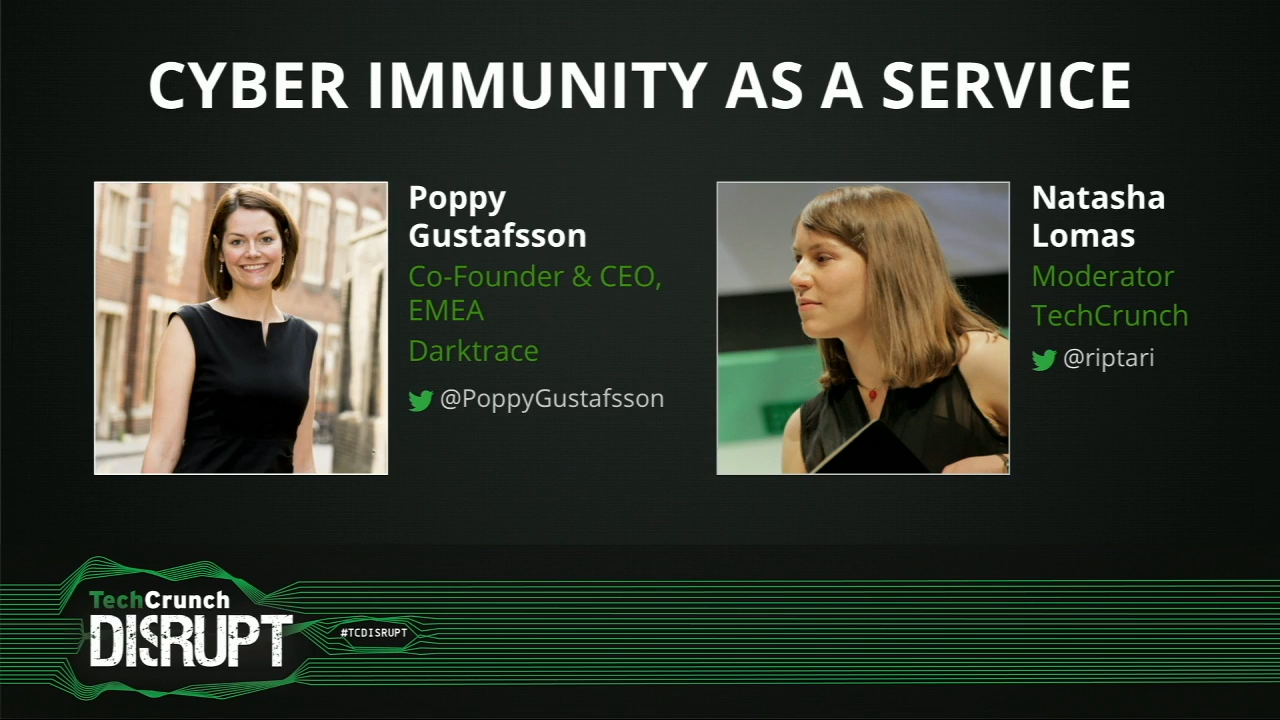 CYBER IMMUNITY AS A SERVICE
Poppy
Gustafsson
Co-Founder & CEO,
EMEA
Darktrace
@PoppyGustafsson
Natasha
Lomas
Moderator
TechCrunch
@riptari
TechCrunch
DISRUPT
#TCDISRUPT